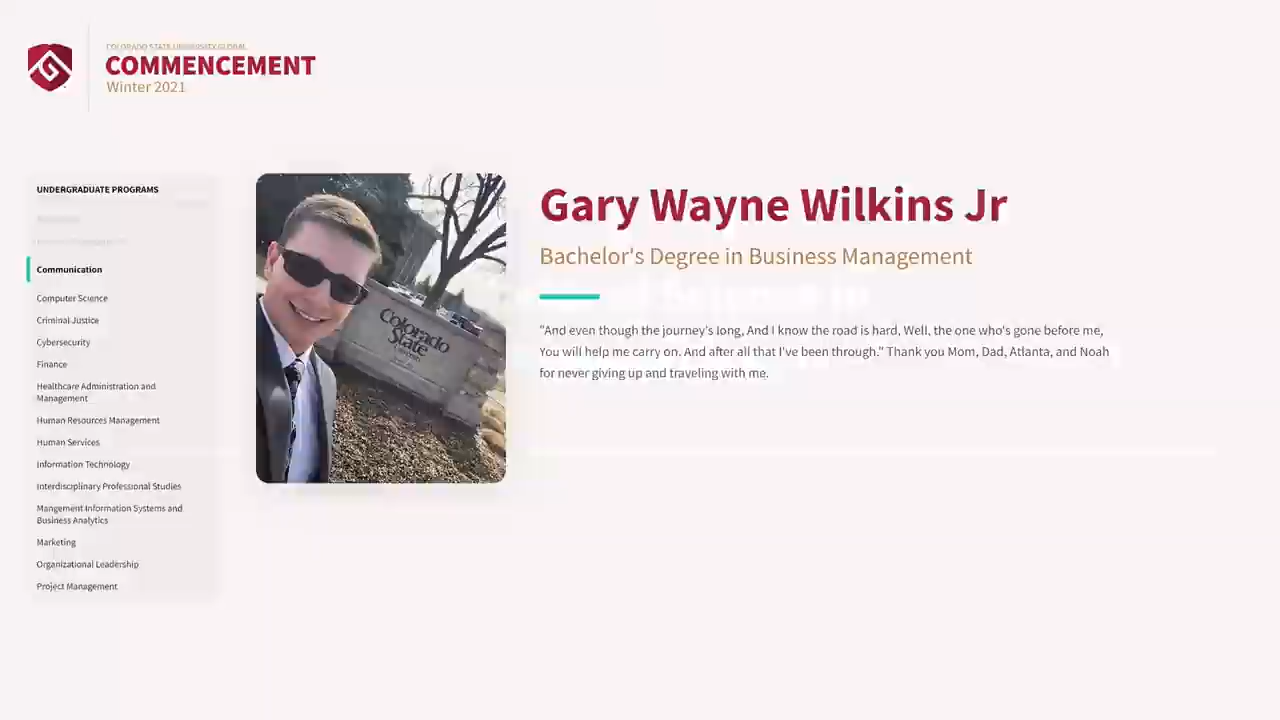 COLORADO STATE UNIVERSITY GLOBAL
COMMENCEMENT
Winter 2021
UNDERGRADUATE PROGRAMS
Communication
Computer Science
Criminal Justice
Cybersecurity
Finance
Healthcare Administration and
Management
Human Resources Management
Human Services
Information Technology
Interdisciplinary Professional Studies
Mangement Information Systems and
Business Analytics
Marketing
Organizational Leadership
Project Management
Colorado
State
Gary Wayne Wilkins Jr
Bachelor's Degree in Business Management
"And even though the journey's long, And I know the road is hard, Well, the one who's gone before me,
You will help me carry on. And after all that I've been through." Thank you Mom, Dad, Atlanta, and Noah
for never giving up and traveling with me.